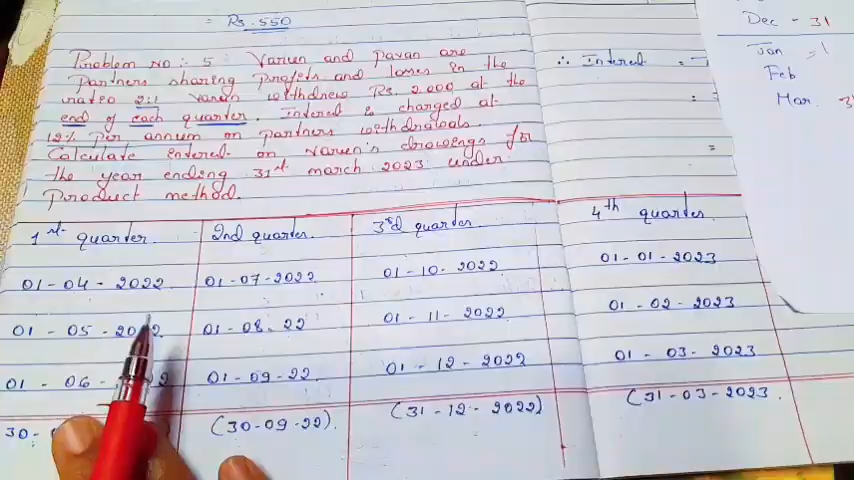 = Rs. 550
Problem No :- 5 Varun and Pavan are
Partners sharing Profits and losses in the
ratio 2:1 Varun withdrew Rs. 2,000 at the
end of each quarter. Interest is charged at
12% Per annum on Partners withdrawals.
Calculate interest on Varun's drawings for
the year ending 31st march 2023 under
Product method.
∴ Interest =
=
=
Dec - 31
Jan =
Feb
Mar. 3
1st quarter 2nd quarter 3rd quarter 4th quarter
01-04-2022 01-07-2022 01-10-2022 01-01-2023
01-05-2022 01-08-22 01-11-2022 01-02-2023
01-06- 01-09-22 01-12-2022 01-03-2023
30- (30-09-22). (31-12-2022) (31-03-2023.